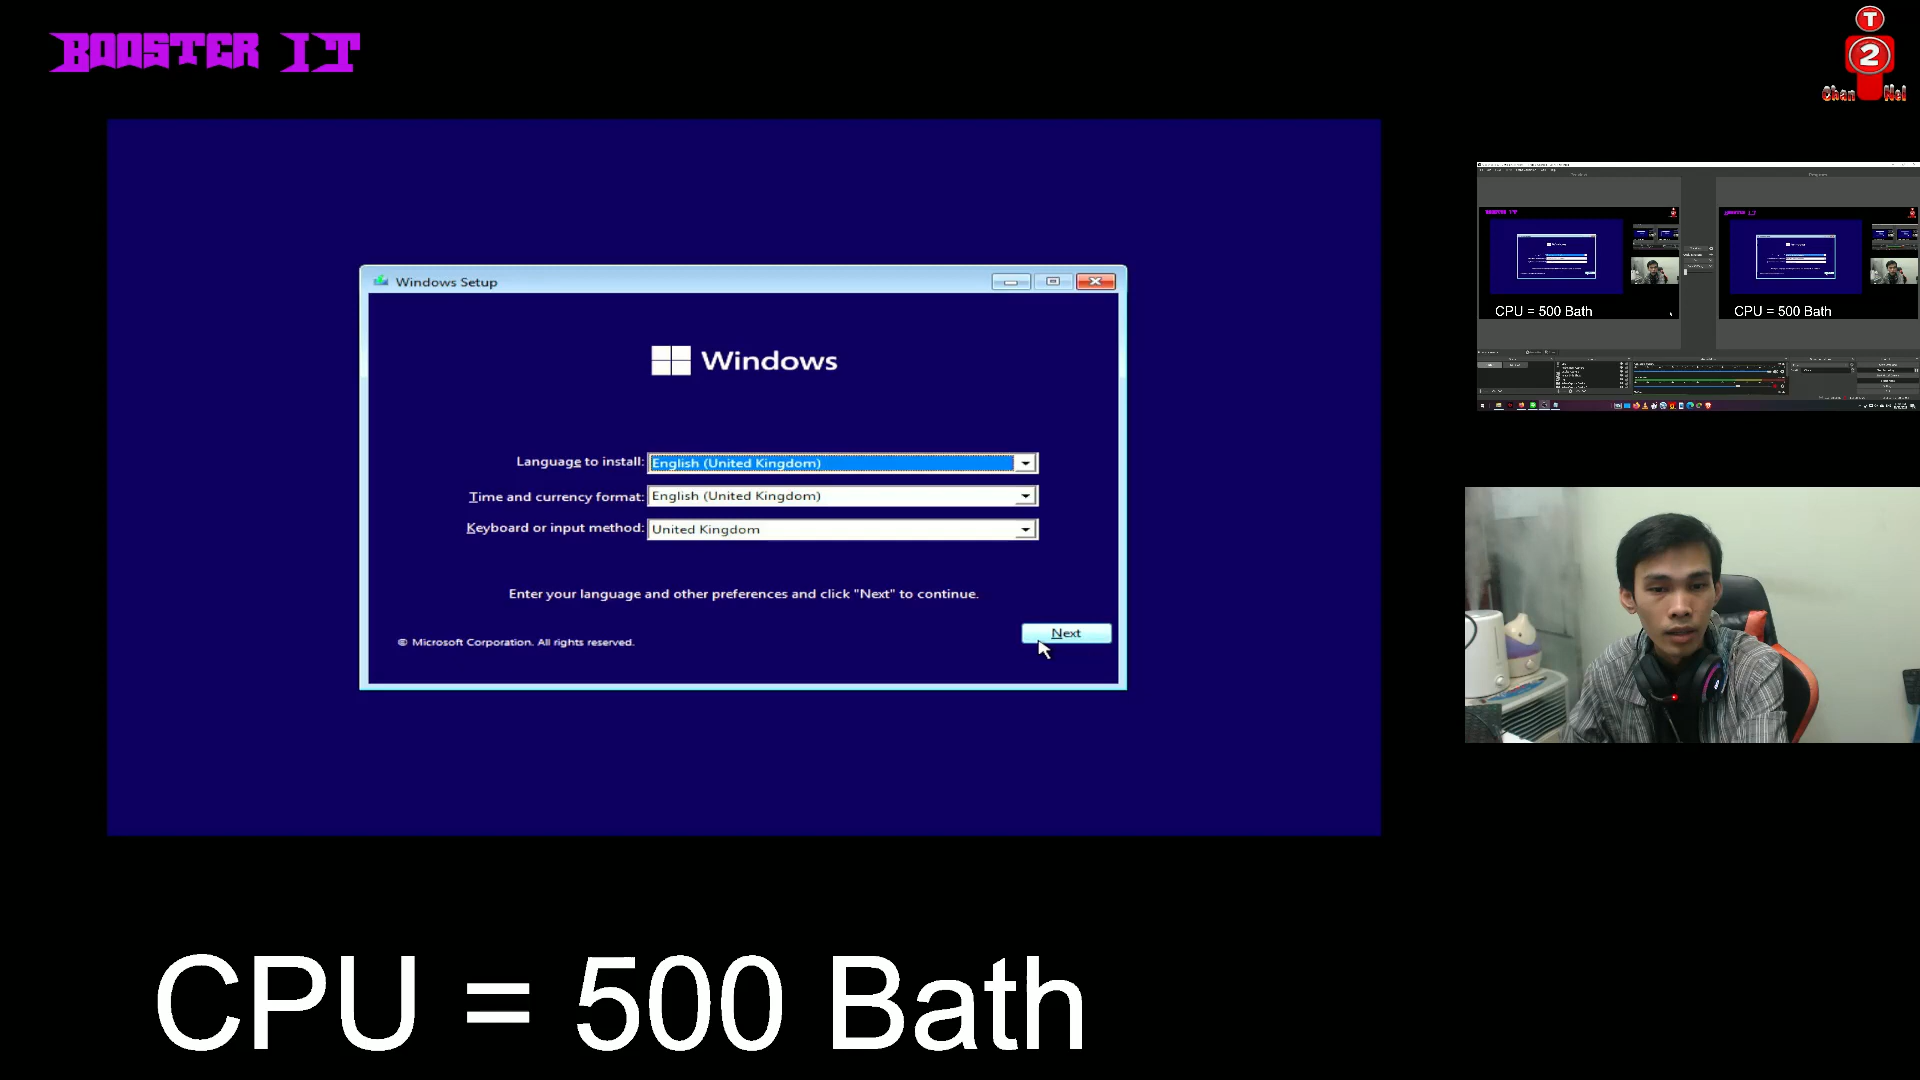 BOOSTER IT
T
2
Chan Nel
Windows Setup
Windows
Language to install: English (United Kingdom)
Time and currency format: English (United Kingdom)
Keyboard or input method: United Kingdom
Enter your language and other preferences and click "Next" to continue.
Next
© Microsoft Corporation. All rights reserved.
CPU = 500 Bath
CPU = 500 Bath
CPU = 500 Bath